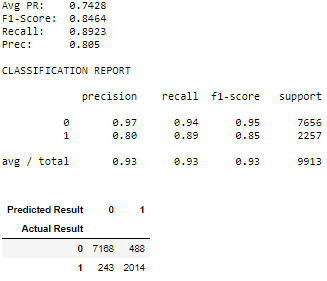 Avg PR: 0.7428
F1-Score: 0.8464
Recall: 0.8923
Prec: 0.805
CLASSIFICATION REPORT
precision recall f1-score support
0 0.97 0.94 0.95 7656
1 0.80 0.89 0.85 2257
avg / total 0.93 0.93 0.93 9913
Predicted Result 0 1
Actual Result
0 7168 488
1 243 2014